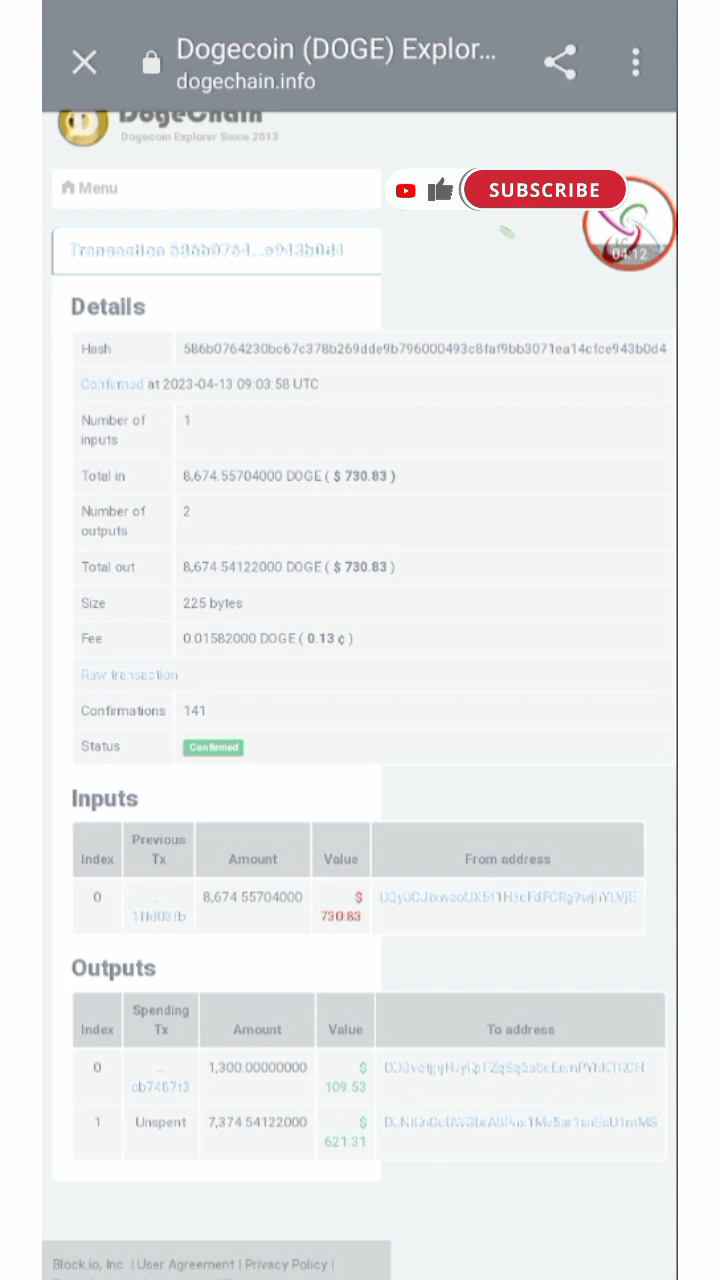 Dogecoin (DOGE) Explor...
dogechain.info
DogeChain
Dogecoin Explorer Since 2013
Menu
SUBSCRIBE
04:12
Transaction
Details
Hash 586b0764230bc67c378b269dde9b796000493c8faf9bb3071ea14cfce943b0d4
Confirmed at 2023-04-13 09:03:58 UTC
Number of 1
inputs
Total in 8,674.55704000 DOGE ( $ 730.83 )
Number of 2
outputs
Total out 8,674.54122000 DOGE ( $ 730.83 )
Size 225 bytes
Fee 0.01582000 DOGE ( 0.13 ¢ )
Raw transaction
Confirmations 141
Status Confirmed
Inputs
Previous
Index Tx Amount Value From address
0 ... 8,674.55704000 $
730.83
Outputs
Spending
Index Tx Amount Value To address
0 ... 1,300.00000000 $
109.53
1 Unspent 7,374.54122000 $
621.31
Block.io, Inc. | User Agreement | Privacy Policy |